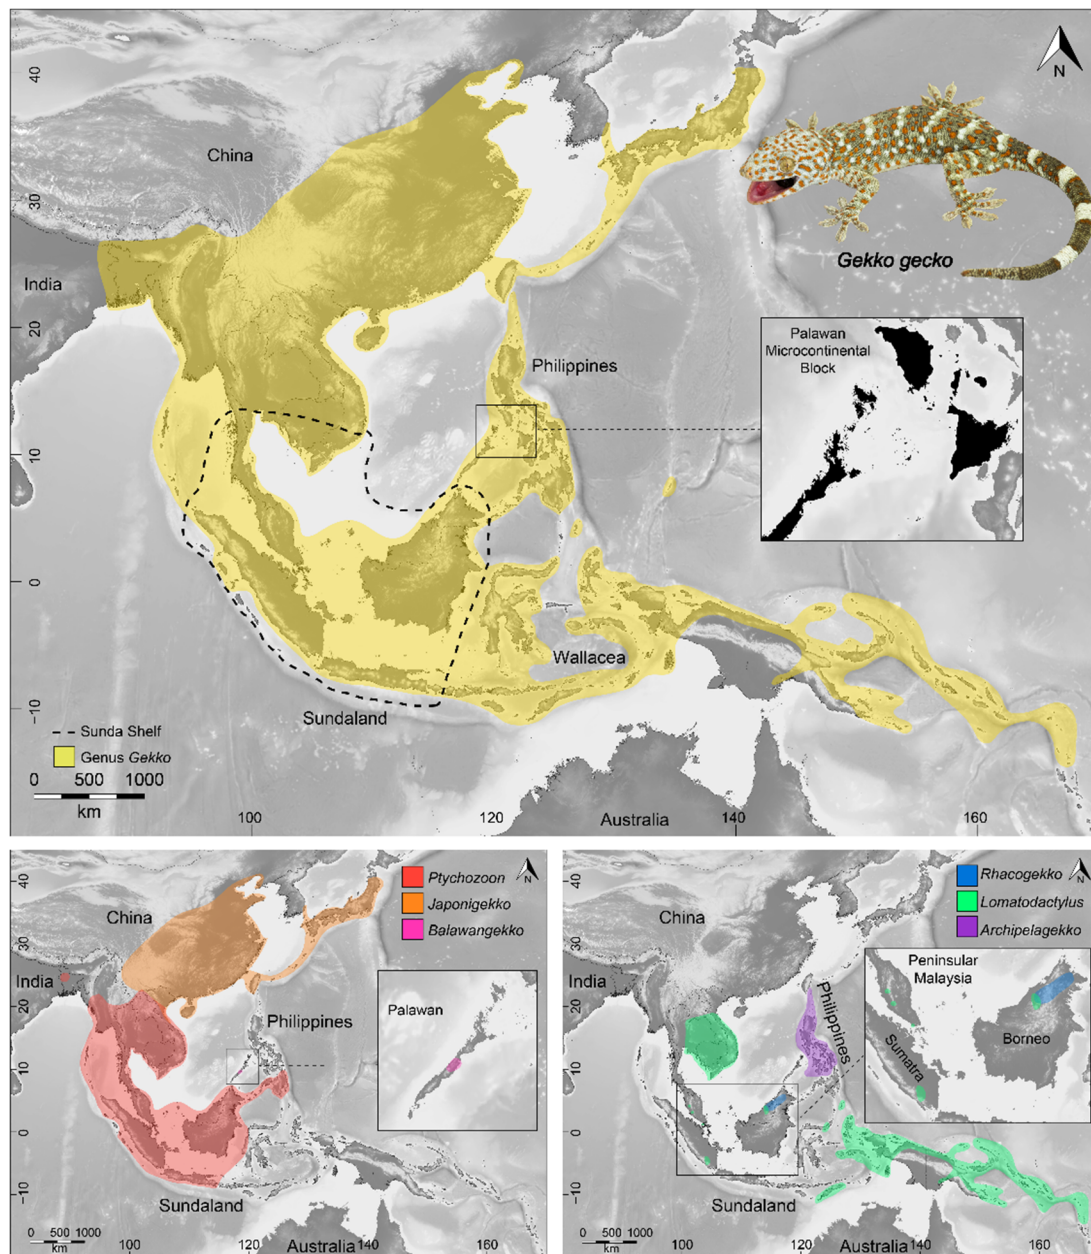 N
40
China
30
India
Gekko gecko
20
Palawan
Microcontinental
Block
Philippines
10
0
Wallacea
−10
Sundaland
Sunda Shelf
Genus Gekko
0 500 1000
km
100 120 Australia 140 160
N
40
Ptychozoon
Japonigekko
Balawangekko
China
30
India
20
Philippines
Palawan
10
0
−10
Sundaland
0 500 1000
km
100 120 Australia 140 160
N
40
Rhacogekko
Lomatodactylus
Archipelagekko
China
30
India
20
Philippines
Peninsular
Malaysia
Borneo
Sumatra
10
0
−10
Sundaland
0 500 1000
km
100 120 Australia 140 160